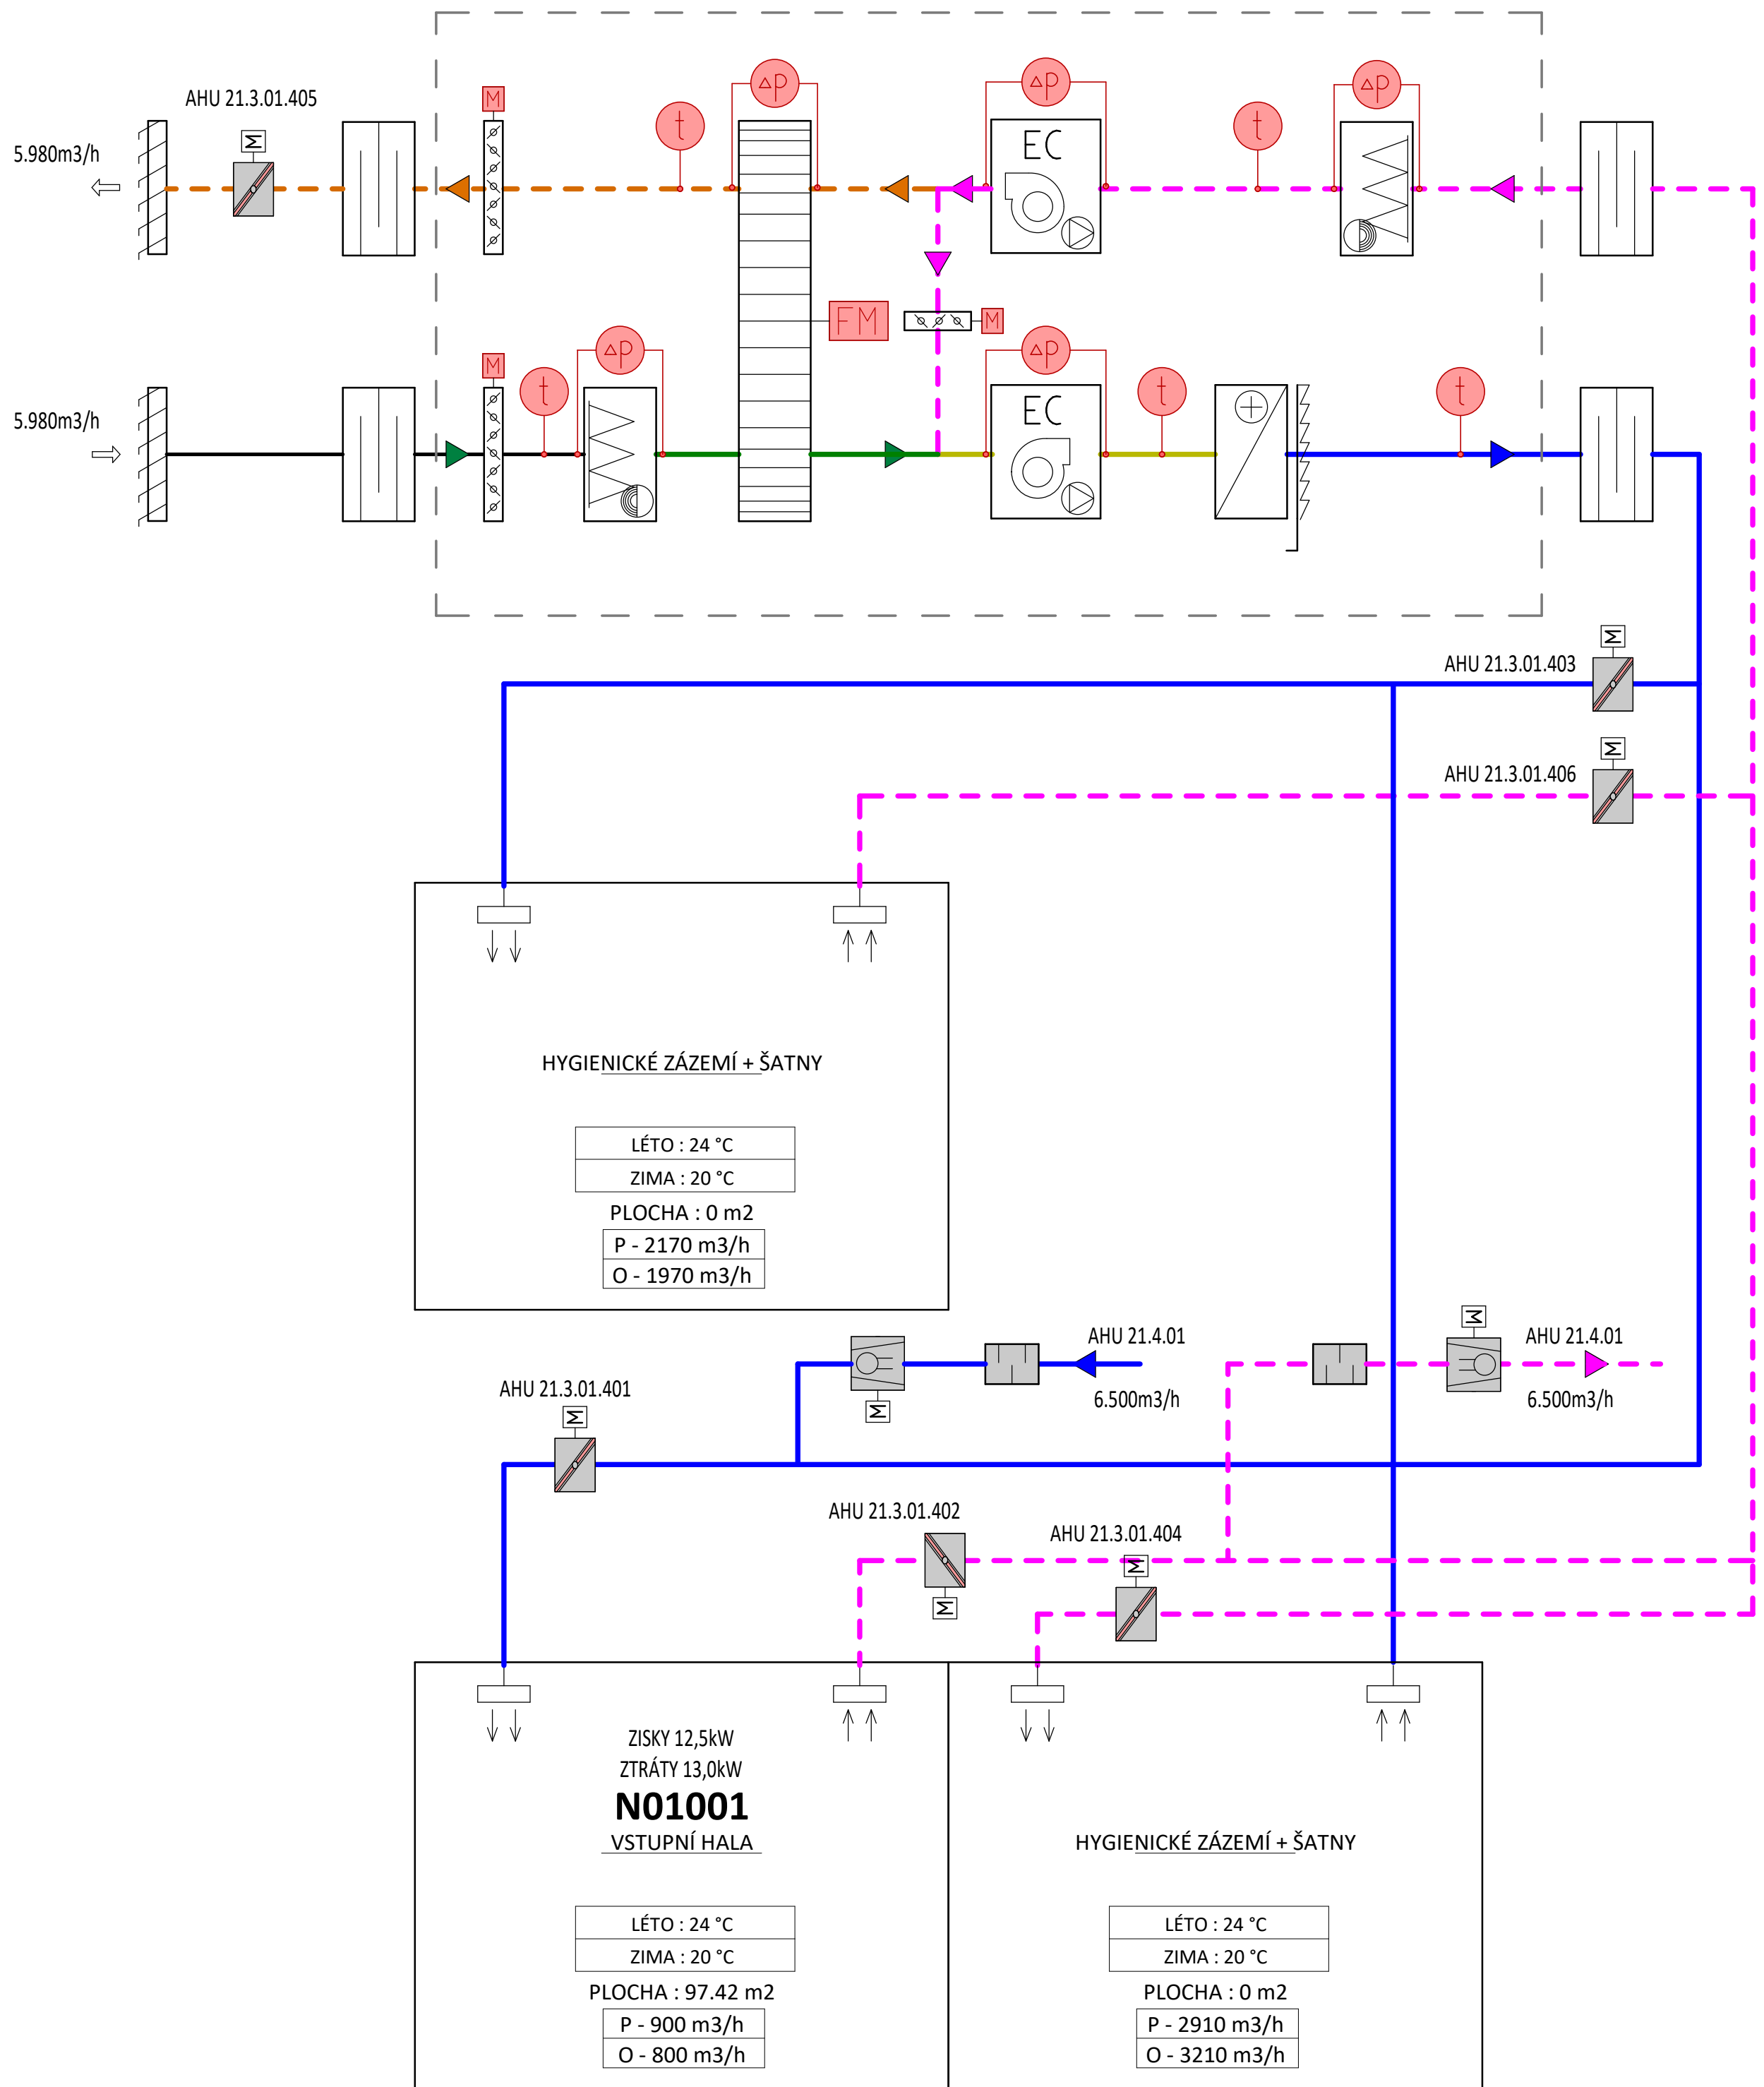 AHU 21.3.01.405
M
M
Δp
t
Δp
EC
t
Δp
5.980m3/h
FM
M
M
t
Δp
Δp
EC
t
t
5.980m3/h
M
AHU 21.3.01.403
M
AHU 21.3.01.406
HYGIENICKÉ ZÁZEMÍ + ŠATNY
LÉTO : 24 °C
ZIMA : 20 °C
PLOCHA : 0 m2
P - 2170 m3/h
O - 1970 m3/h
M
AHU 21.4.01
AHU 21.4.01
6.500m3/h
6.500m3/h
M
AHU 21.3.01.401
M
AHU 21.3.01.402
M
AHU 21.3.01.404
M
ZISKY 12,5kW
ZTRÁTY 13,0kW
N01001
VSTUPNÍ HALA
LÉTO : 24 °C
ZIMA : 20 °C
PLOCHA : 97.42 m2
P - 900 m3/h
O - 800 m3/h
HYGIENICKÉ ZÁZEMÍ + ŠATNY
LÉTO : 24 °C
ZIMA : 20 °C
PLOCHA : 0 m2
P - 2910 m3/h
O - 3210 m3/h